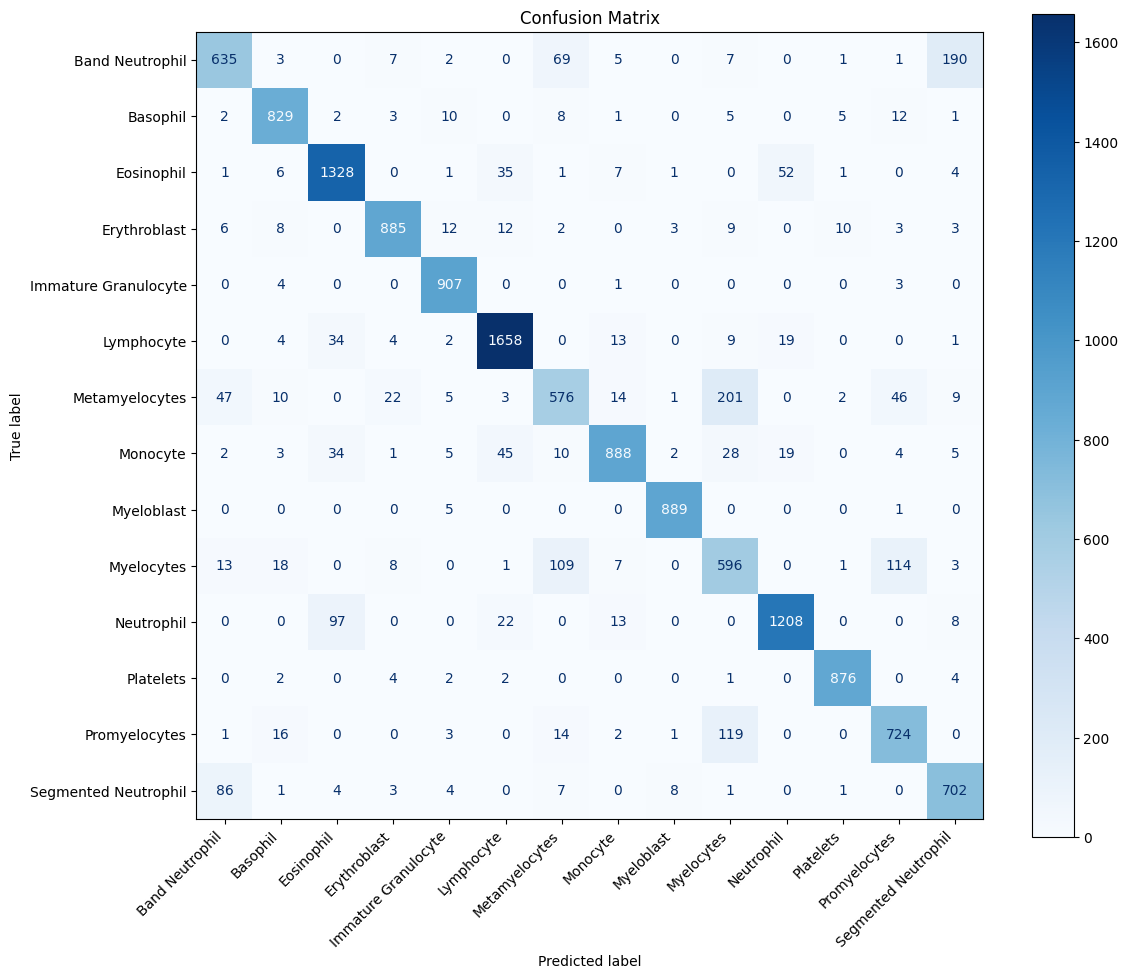 Confusion Matrix
Band Neutrophil 635 3 0 7 2 0 69 5 0 7 0 1 1 190
Basophil 2 829 2 3 10 0 8 1 0 5 0 5 12 1
Eosinophil 1 6 1328 0 1 35 1 7 1 0 52 1 0 4
Erythroblast 6 8 0 885 12 12 2 0 3 9 0 10 3 3
Immature Granulocyte 0 4 0 0 907 0 0 1 0 0 0 0 3 0
Lymphocyte 0 4 34 4 2 1658 0 13 0 9 19 0 0 1
Metamyelocytes 47 10 0 22 5 3 576 14 1 201 0 2 46 9
Monocyte 2 3 34 1 5 45 10 888 2 28 19 0 4 5
Myeloblast 0 0 0 0 5 0 0 0 889 0 0 0 1 0
Myelocytes 13 18 0 8 0 1 109 7 0 596 0 1 114 3
Neutrophil 0 0 97 0 0 22 0 13 0 0 1208 0 0 8
Platelets 0 2 0 4 2 2 0 0 0 1 0 876 0 4
Promyelocytes 1 16 0 0 3 0 14 2 1 119 0 0 724 0
Segmented Neutrophil 86 1 4 3 4 0 7 0 8 1 0 1 0 702
True label
Band Neutrophil
Basophil
Eosinophil
Erythroblast
Immature Granulocyte
Lymphocyte
Metamyelocytes
Monocyte
Myeloblast
Myelocytes
Neutrophil
Platelets
Promyelocytes
Segmented Neutrophil
Predicted label
1600
1400
1200
1000
800
600
400
200
0